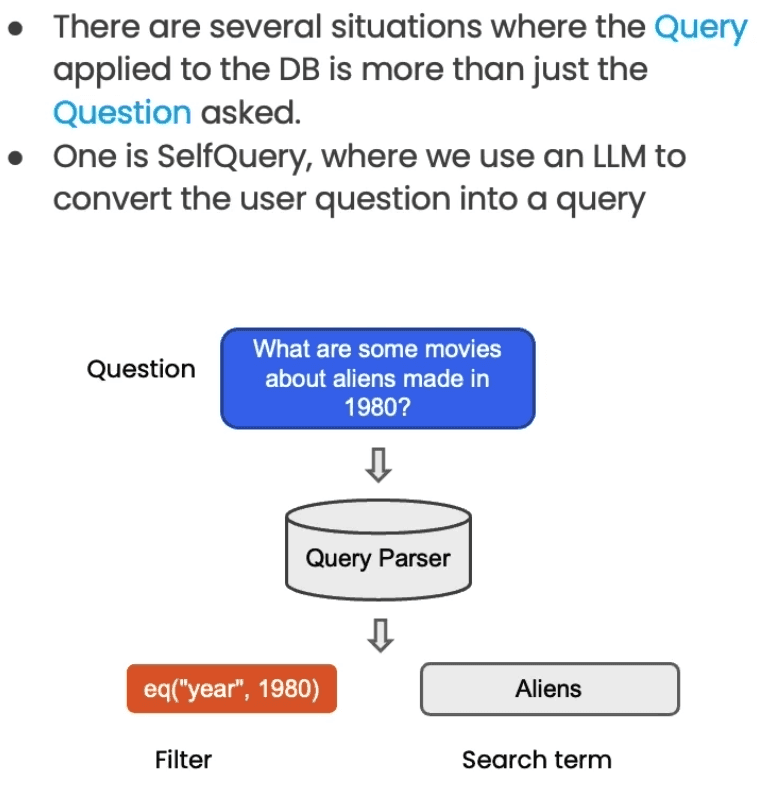 • There are several situations where the Query
applied to the DB is more than just the
Question asked.
• One is SelfQuery, where we use an LLM to
convert the user question into a query
Question
What are some movies
about aliens made in
1980?
Query Parser
eq("year", 1980)
Aliens
Filter
Search term